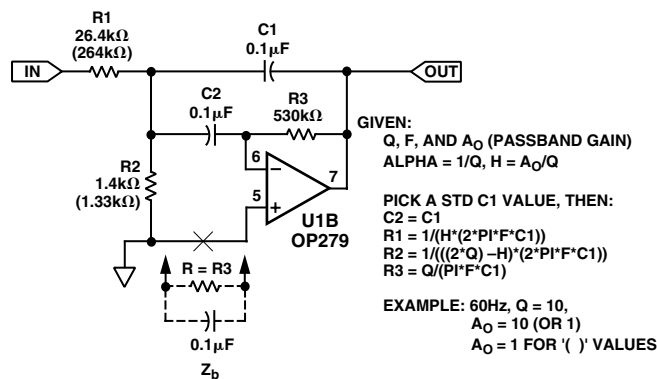 R1
26.4kΩ
(264kΩ)
C1
0.1μF
IN
OUT
C2
0.1μF
R3
530kΩ
R2
1.4kΩ
(1.33kΩ)
6
–
7
5
+
U1B
OP279
R = R3
0.1μF
Zb
GIVEN:
Q, F, AND AO (PASSBAND GAIN)
ALPHA = 1/Q, H = AO/Q
PICK A STD C1 VALUE, THEN:
C2 = C1
R1 = 1/(H*(2*PI*F*C1))
R2 = 1/(((2*Q) –H)*(2*PI*F*C1))
R3 = Q/(PI*F*C1)
EXAMPLE: 60Hz, Q = 10,
AO = 10 (OR 1)
AO = 1 FOR '( )' VALUES